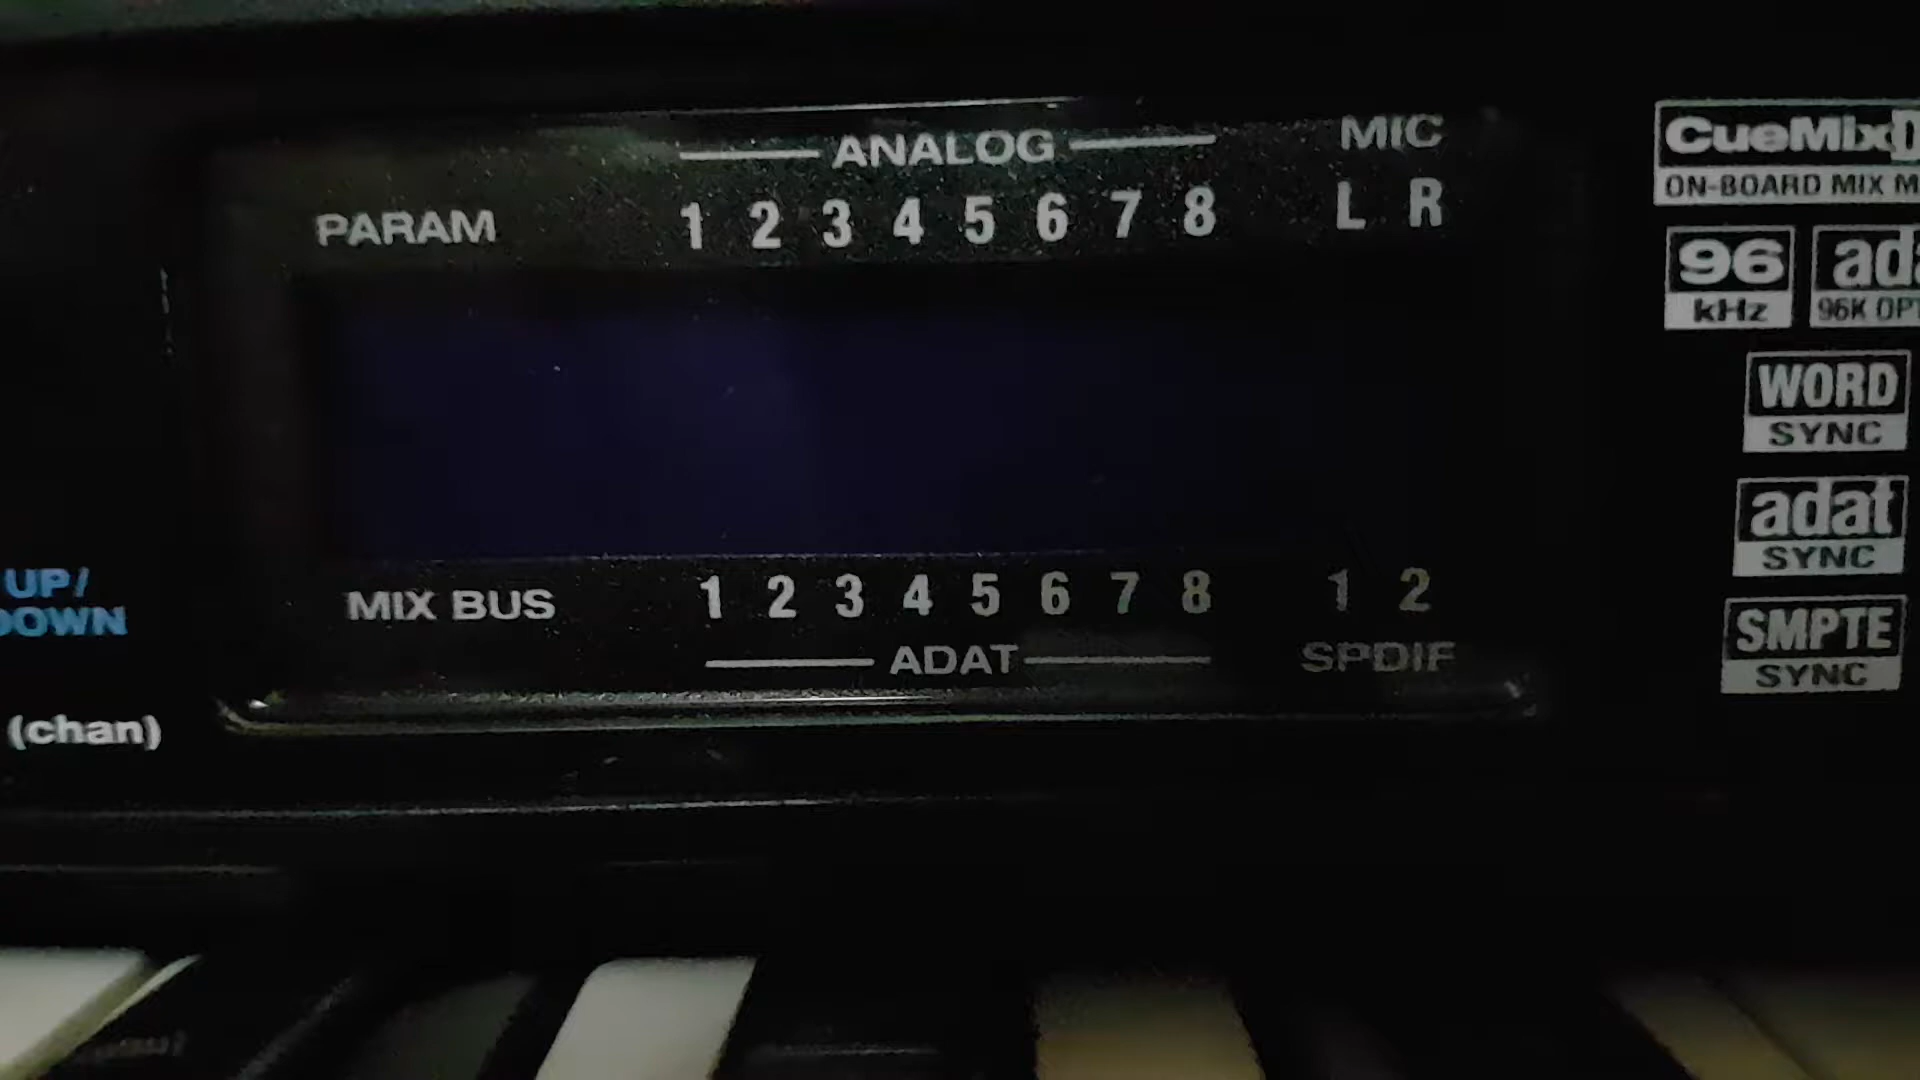 ANALOG
MIC
PARAM 1 2 3 4 5 6 7 8 L R
MIX BUS 1 2 3 4 5 6 7 8 1 2
ADAT SPDIF
UP/
DOWN
(chan)
CueMix
ON-BOARD MIX
96
kHz
96K
WORD
SYNC
adat
SYNC
SMPTE
SYNC